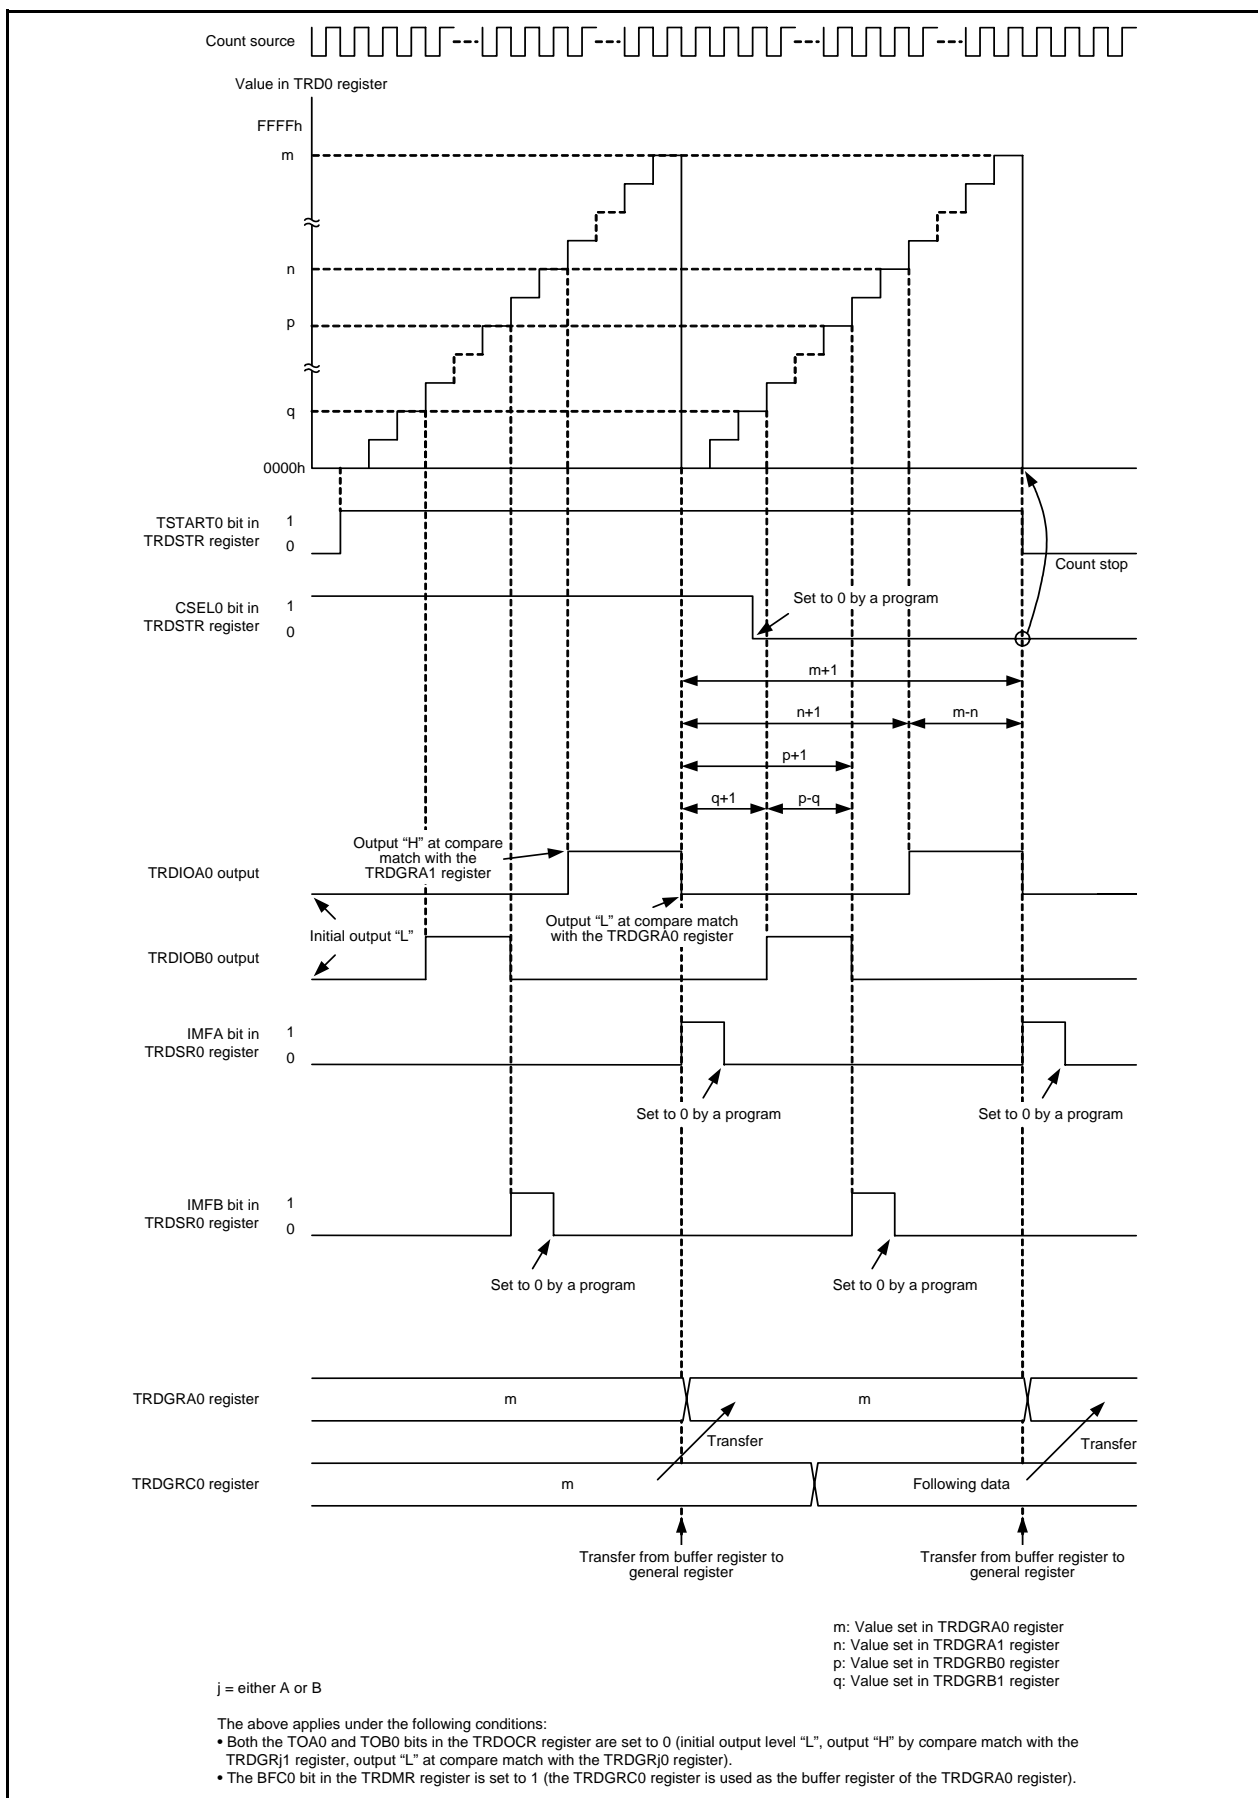 Count source
Value in TRD0 register
FFFFh
m
n
p
q
0000h
TSTART0 bit in
TRDSTR register
1
0
Count stop
CSEL0 bit in
TRDSTR register
1
0
Set to 0 by a program
m+1
n+1
m-n
p+1
q+1
p-q
Output “H” at compare
match with the
TRDGRA1 register
TRDIOA0 output
Output “L” at compare match
with the TRDGRA0 register
Initial output “L”
TRDIOB0 output
IMFA bit in
TRDSR0 register
1
0
Set to 0 by a program
Set to 0 by a program
IMFB bit in
TRDSR0 register
1
0
Set to 0 by a program
Set to 0 by a program
TRDGRA0 register
m
m
Transfer
Transfer
TRDGRC0 register
m
Following data
Transfer from buffer register to
general register
Transfer from buffer register to
general register
m: Value set in TRDGRA0 register
n: Value set in TRDGRA1 register
p: Value set in TRDGRB0 register
q: Value set in TRDGRB1 register
j = either A or B
The above applies under the following conditions:
• Both the TOA0 and TOB0 bits in the TRDOCR register are set to 0 (initial output level “L”, output “H” by compare match with the
TRDGRj1 register, output “L” at compare match with the TRDGRj0 register).
• The BFC0 bit in the TRDMR register is set to 1 (the TRDGRC0 register is used as the buffer register of the TRDGRA0 register).